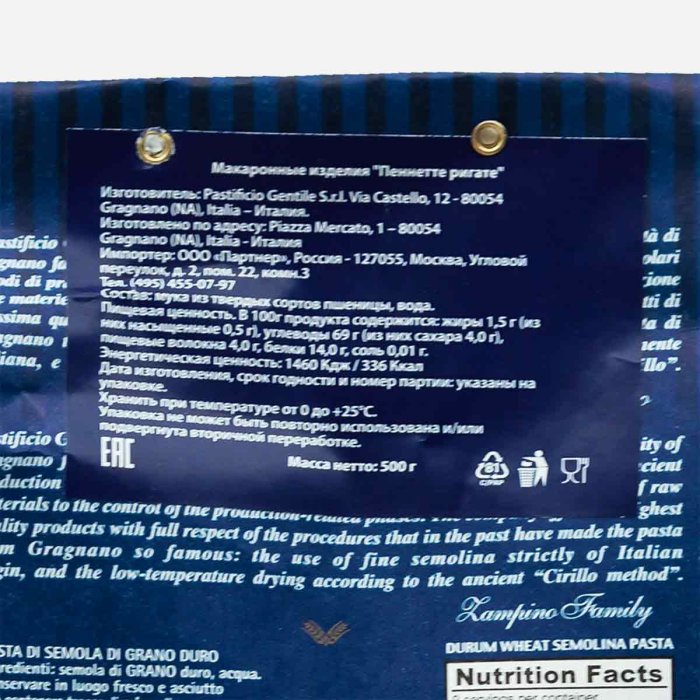 Макаронные изделия "Пеннетте ригате"
Изготовитель: Pastificio Gentile S.r.l. Via Castello, 12 - 80054
Gragnano (NA), Italia – Италия.
Изготовлено по адресу: Piazza Mercato, 1 – 80054
Gragnano (NA), Italia - Италия
Импортер: ООО «Партнер», Россия - 127055, Москва, Угловой
переулок, д. 2, пом. 22, комн.3
Тел. (495) 455-07-97
Состав: мука из твердых сортов пшеницы, вода.
Пищевая ценность. В 100г продукта содержится: жиры 1,5 г (из
них насыщенные 0,5 г), углеводы 69 г (из них сахара 4,0 г),
пищевые волокна 4,0 г, белки 14,0 г, соль 0,01 г.
Энергетическая ценность: 1460 Кдж / 336 Ккал
Дата изготовления, срок годности и номер партии: указаны на
упаковке.
Хранить при температуре от 0 до +25°С.
Упаковка не может быть повторно использована и/или
подвергнута вторичной переработке.
EAC
Масса нетто: 500 г
81
C/PAP
terials to the control of the production-related phases. The company
lity products with full respect of the procedures that in the past have made the pasta
m Gragnano so famous: the use of fine semolina strictly of Italian
gin, and the low-temperature drying according to the ancient “Cirillo method”.
Zampino Family
STA DI SEMOLA DI GRANO DURO
redienti: semola di GRANO duro, acqua.
nservare in luogo fresco e asciutto
DURUM WHEAT SEMOLINA PASTA
Nutrition Facts